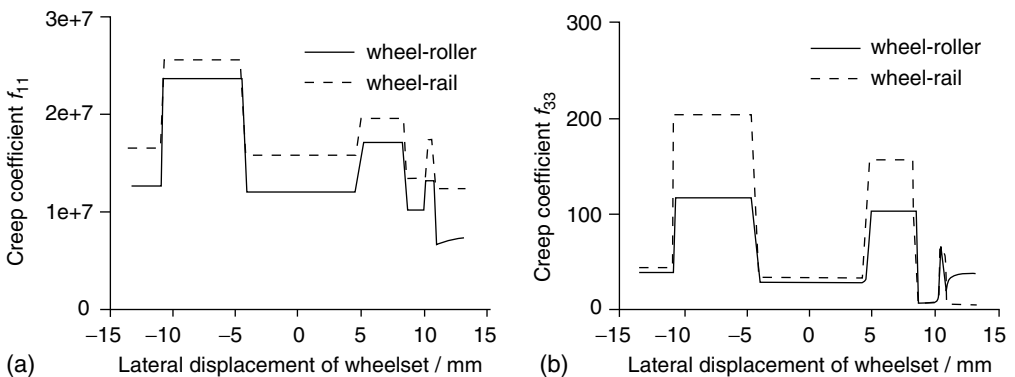 3e+7
2e+7
1e+7
0
Creep coefficient f₁₁
wheel-roller
wheel-rail
−15 −10 −5 0 5 10 15
Lateral displacement of wheelset / mm
(a)
300
200
100
0
Creep coefficient f₃₃
wheel-roller
wheel-rail
−15 −10 −5 0 5 10 15
Lateral displacement of wheelset / mm
(b)